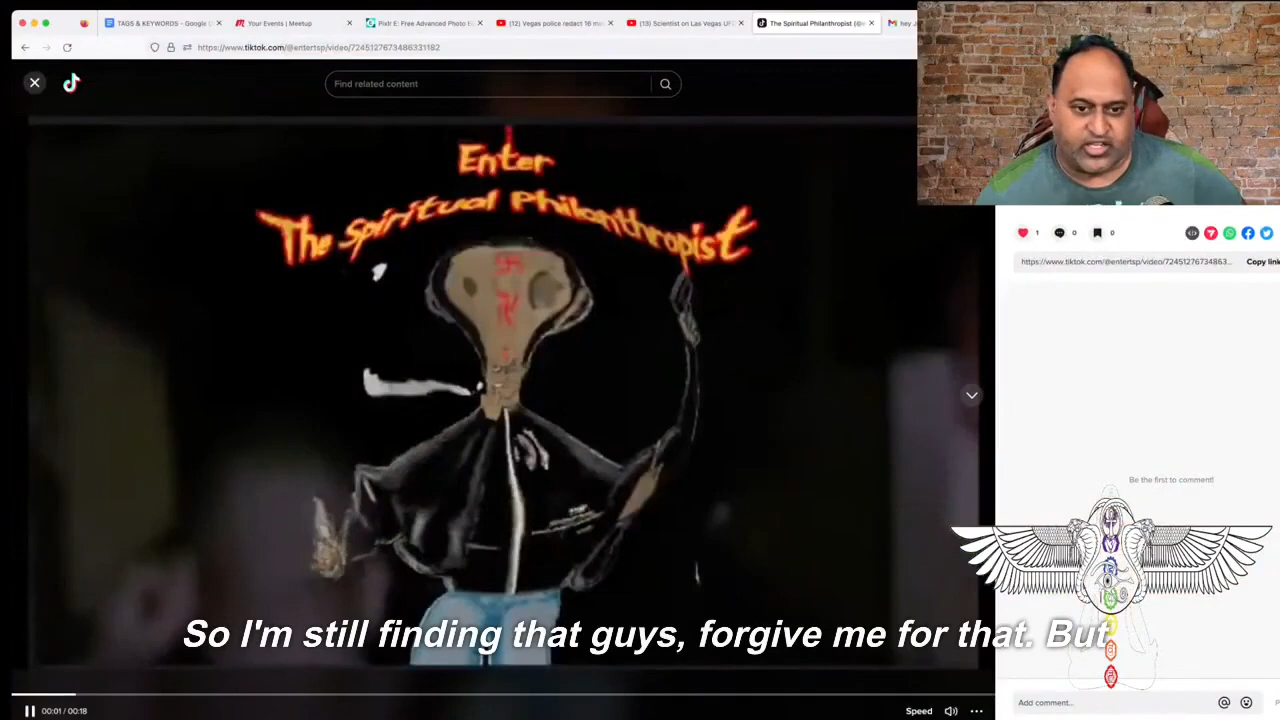 TAGS & KEYWORDS - Google
Your Events | Meetup
Pixlr E: Free Advanced Photo E
(12) Vegas police redact 16 m
(13) Scientist on Las Vegas UF
The Spiritual Philanthropist (@e
hey J
https://www.tiktok.com/@entertsp/video/7245127673486331182
Find related content
Enter
The Spiritual Philanthropist
1
0
0
https://www.tiktok.com/@entertsp/video/72451276734863...
Copy link
Be the first to comment!
So I'm still finding that guys, forgive me for that. But
00:01 / 00:18
Speed
Add comment...